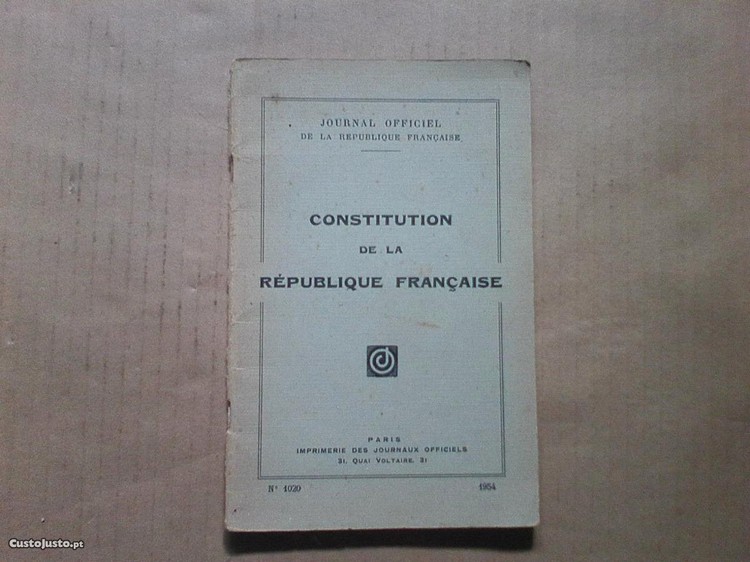 JOURNAL OFFICIEL
DE LA REPUBLIQUE FRANÇAISE
CONSTITUTION
DE LA
RÉPUBLIQUE FRANÇAISE
PARIS
IMPRIMERIE DES JOURNAUX OFFICIELS
31, QUAI VOLTAIRE, 31
N° 1020
1954
CustoJusto.pt